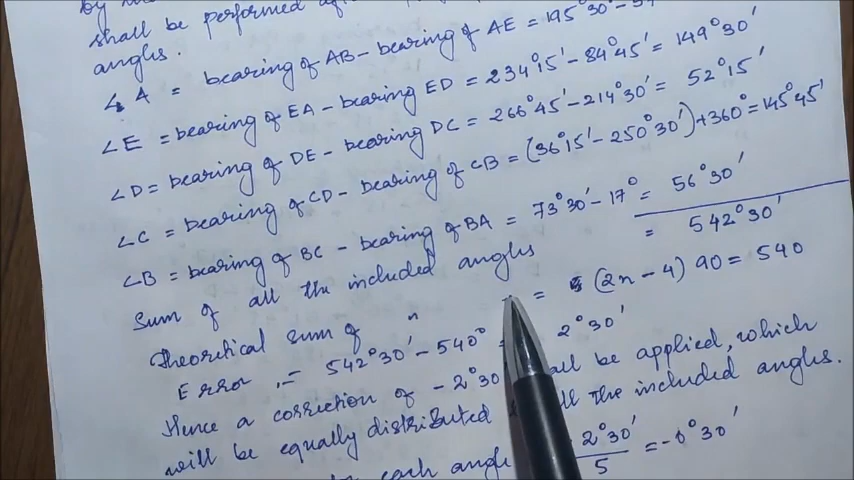 shall be performed
angles.
∠A = bearing of AB - bearing of AE = 195°30'
∠E = bearing of EA - bearing ED = 234°15' - 84°45' = 149°30'
∠D = bearing of DE - bearing DC = 266°45' - 214°30' = 52°15'
∠C = bearing of CD - bearing of CB = (36°15' - 250°30') + 360° = 145°45'
∠B = bearing of BC - bearing of BA = 73°30' - 17° = 56°30'
Sum of all the included angles = 542°30'
Theoretical sum of " = (2n - 4) 90 = 540
Error = 542°30' - 540° 2°30'
Hence a correction of -2°30 be applied, which
will be equally distributed the included angles.
each angle 2°30'/5 = -0°30'